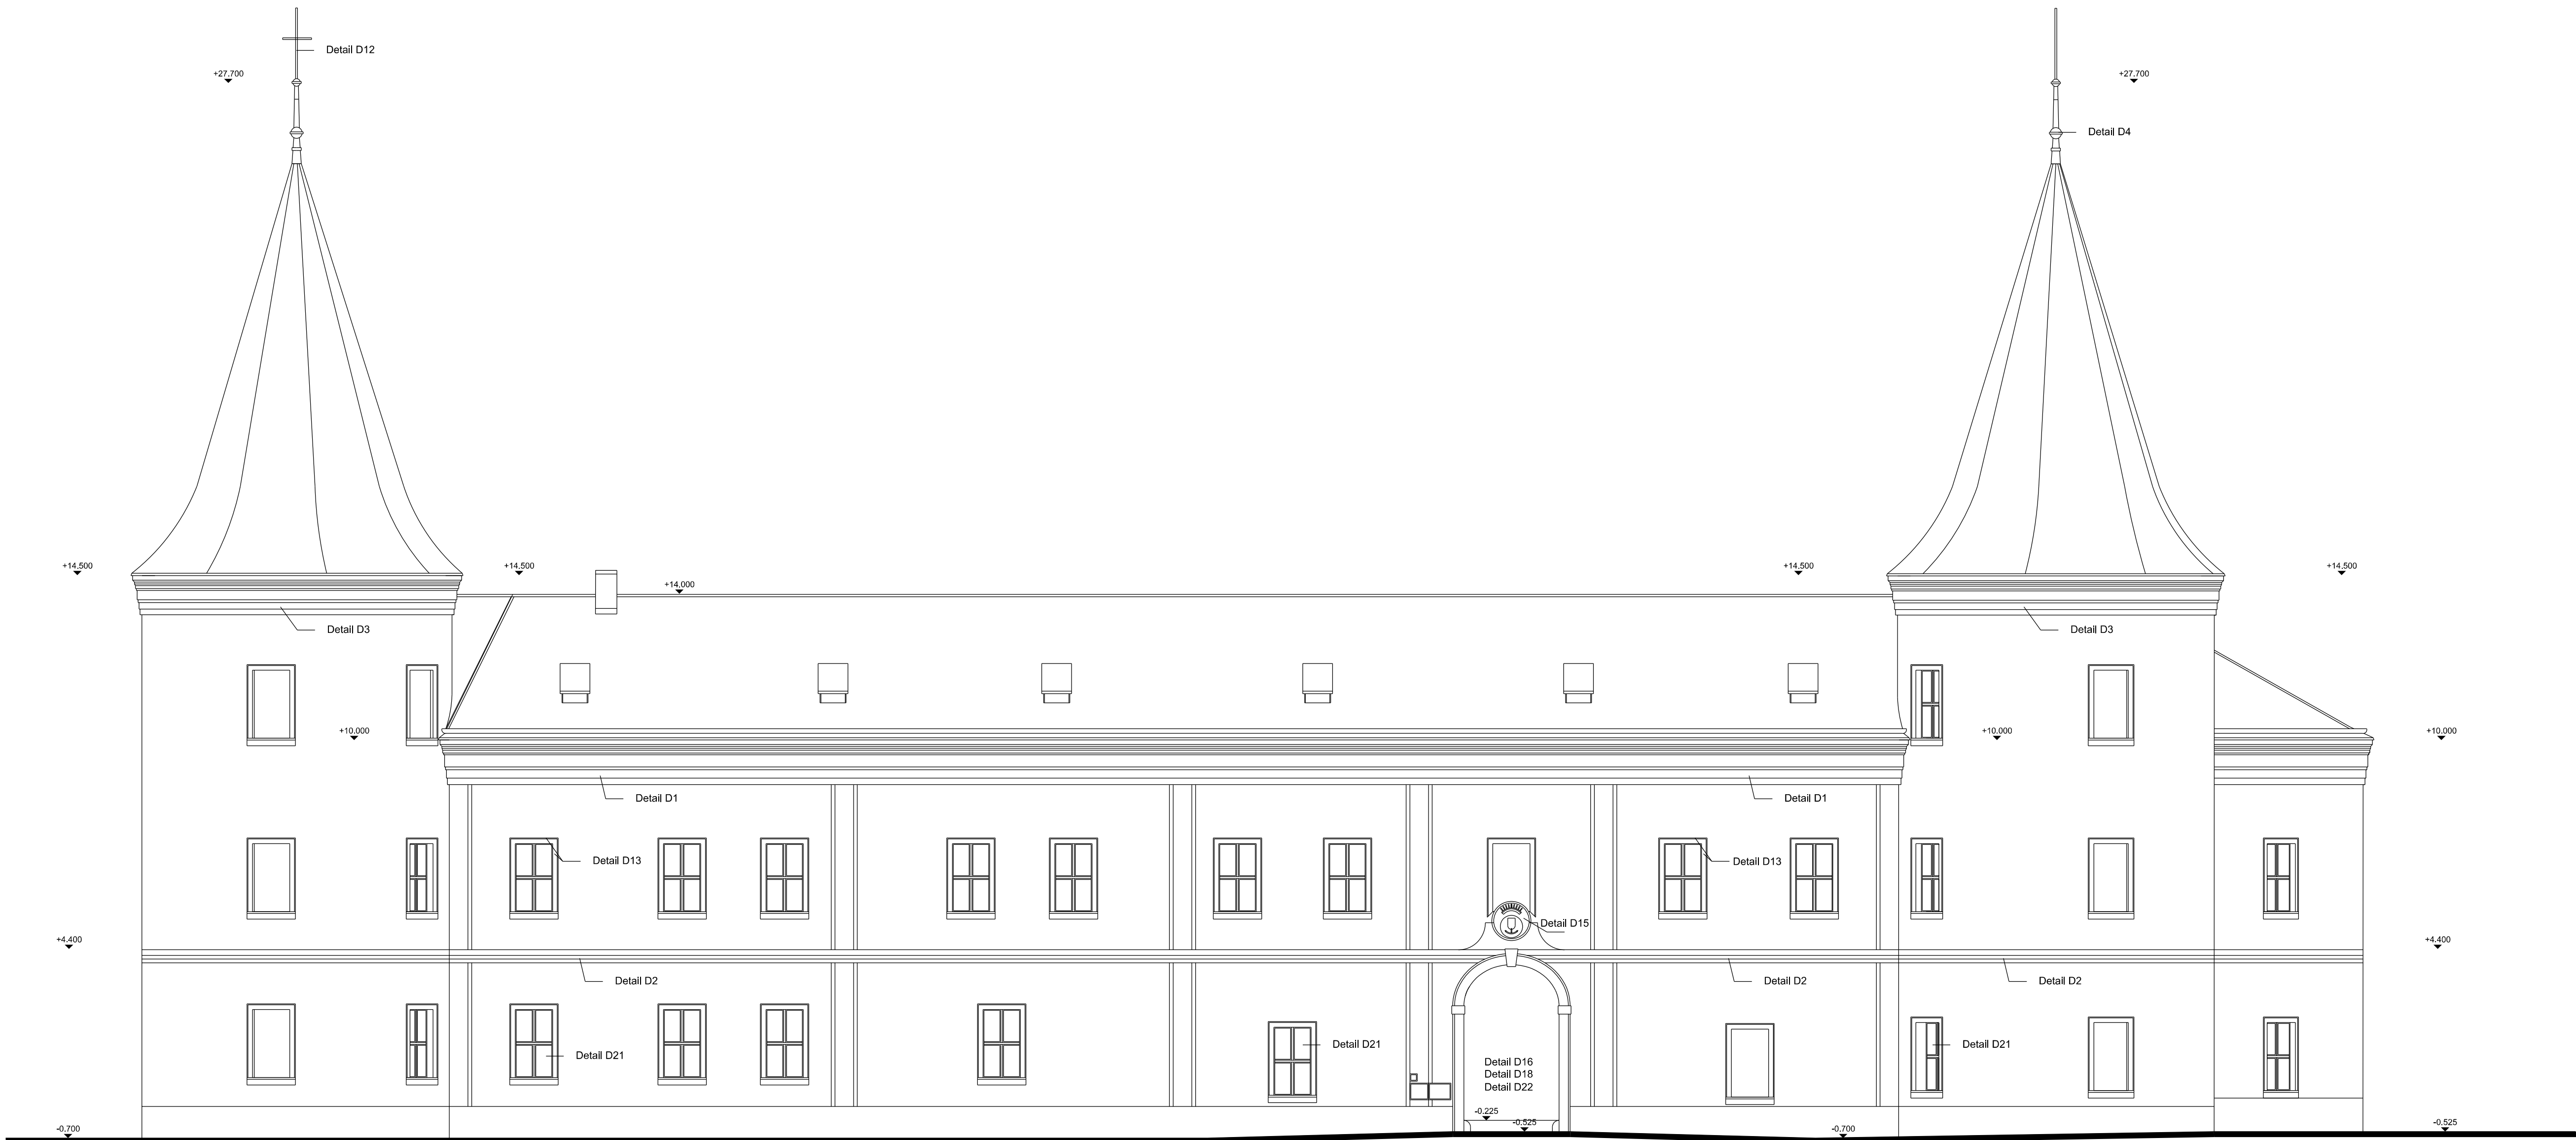 Detail D12
+27.700
+27.700
Detail D4
+14.500
+14.500
+14.000
+14.500
+14.500
Detail D3
Detail D3
+10.000
+10.000
+10.000
Detail D1
Detail D1
Detail D13
Detail D13
Detail D15
+4.400
+4.400
Detail D2
Detail D2
Detail D2
Detail D21
Detail D21
Detail D21
Detail D16
Detail D18
Detail D22
-0.225
-0.525
-0.700
-0.700
-0.525